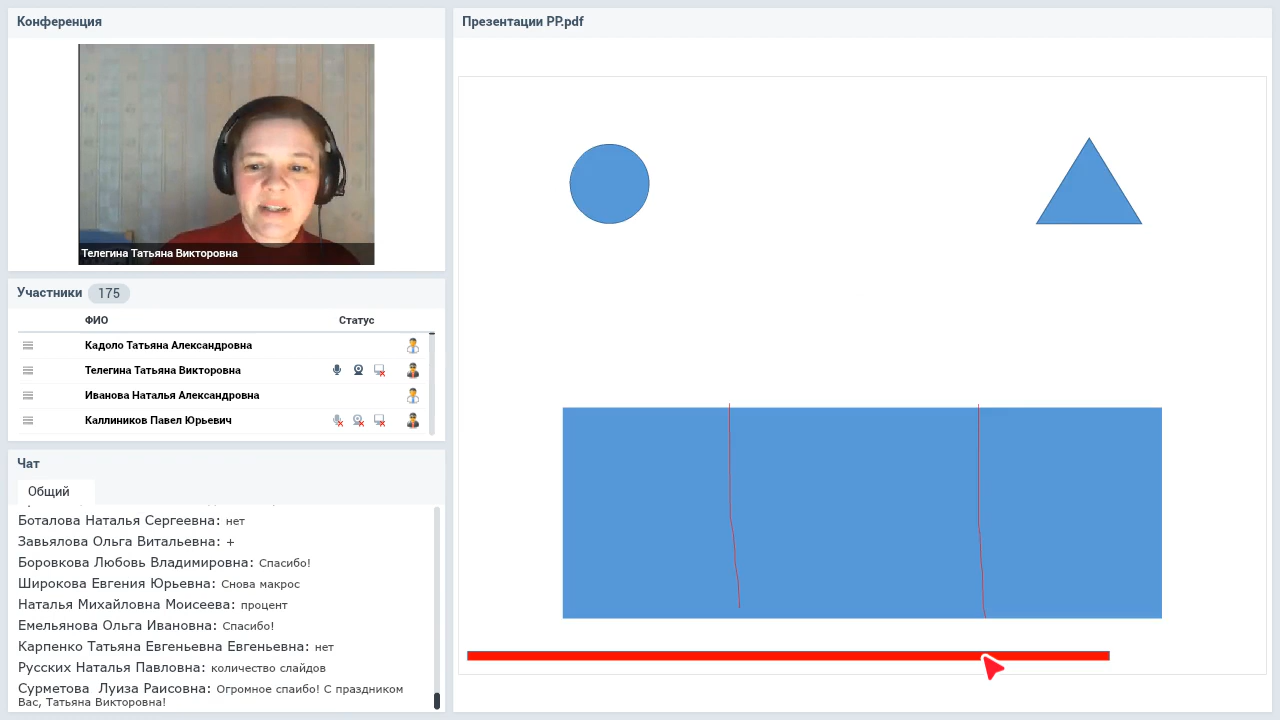 Конференция
Телегина Татьяна Викторовна
Участники 175
ФИО Статус
Кадоло Татьяна Александровна
Телегина Татьяна Викторовна
Иванова Наталья Александровна
Каллиников Павел Юрьевич
Чат
Общий
Боталова Наталья Сергеевна: нет
Завьялова Ольга Витальевна: +
Боровкова Любовь Владимировна: Спасибо!
Широкова Евгения Юрьевна: Снова макрос
Наталья Михайловна Моисеева: процент
Емельянова Ольга Ивановна: Спасибо!
Карпенко Татьяна Евгеньевна Евгеньевна: нет
Русских Наталья Павловна: количество слайдов
Сурметова Луиза Раисовна: Огромное спаибо! С праздником
Вас, Татьяна Викторовна!
Презентации PP.pdf